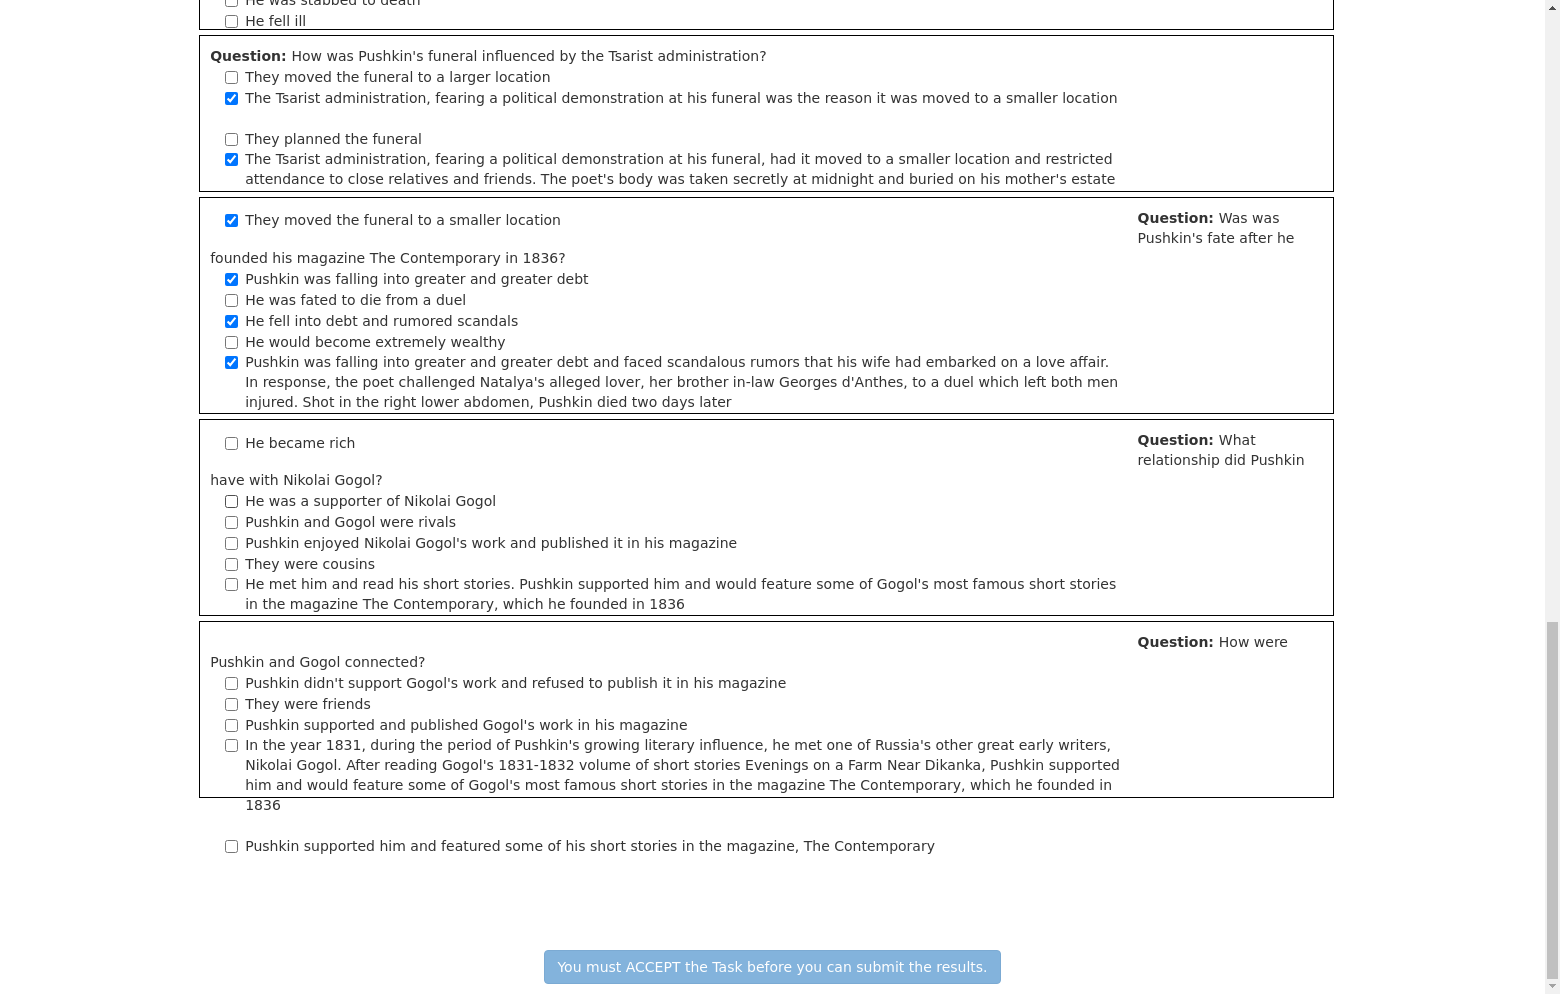 He was stabbed to death
He fell ill
Question: How was Pushkin's funeral influenced by the Tsarist administration?
They moved the funeral to a larger location
The Tsarist administration, fearing a political demonstration at his funeral was the reason it was moved to a smaller location
They planned the funeral
The Tsarist administration, fearing a political demonstration at his funeral, had it moved to a smaller location and restricted
attendance to close relatives and friends. The poet's body was taken secretly at midnight and buried on his mother's estate
They moved the funeral to a smaller location
Question: Was was
Pushkin's fate after he
founded his magazine The Contemporary in 1836?
Pushkin was falling into greater and greater debt
He was fated to die from a duel
He fell into debt and rumored scandals
He would become extremely wealthy
Pushkin was falling into greater and greater debt and faced scandalous rumors that his wife had embarked on a love affair.
In response, the poet challenged Natalya's alleged lover, her brother in-law Georges d'Anthes, to a duel which left both men
injured. Shot in the right lower abdomen, Pushkin died two days later
He became rich
Question: What
relationship did Pushkin
have with Nikolai Gogol?
He was a supporter of Nikolai Gogol
Pushkin and Gogol were rivals
Pushkin enjoyed Nikolai Gogol's work and published it in his magazine
They were cousins
He met him and read his short stories. Pushkin supported him and would feature some of Gogol's most famous short stories
in the magazine The Contemporary, which he founded in 1836
Question: How were
Pushkin and Gogol connected?
Pushkin didn't support Gogol's work and refused to publish it in his magazine
They were friends
Pushkin supported and published Gogol's work in his magazine
In the year 1831, during the period of Pushkin's growing literary influence, he met one of Russia's other great early writers,
Nikolai Gogol. After reading Gogol's 1831-1832 volume of short stories Evenings on a Farm Near Dikanka, Pushkin supported
him and would feature some of Gogol's most famous short stories in the magazine The Contemporary, which he founded in
1836
Pushkin supported him and featured some of his short stories in the magazine, The Contemporary
You must ACCEPT the Task before you can submit the results.